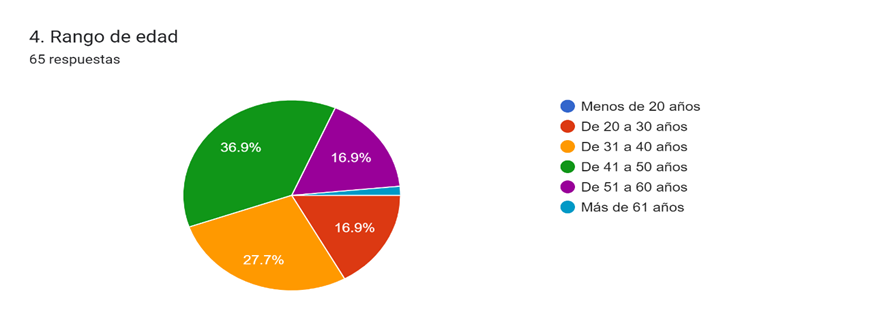 4. Rango de edad
65 respuestas
36.9%
16.9%
16.9%
27.7%
Menos de 20 años
De 20 a 30 años
De 31 a 40 años
De 41 a 50 años
De 51 a 60 años
Más de 61 años